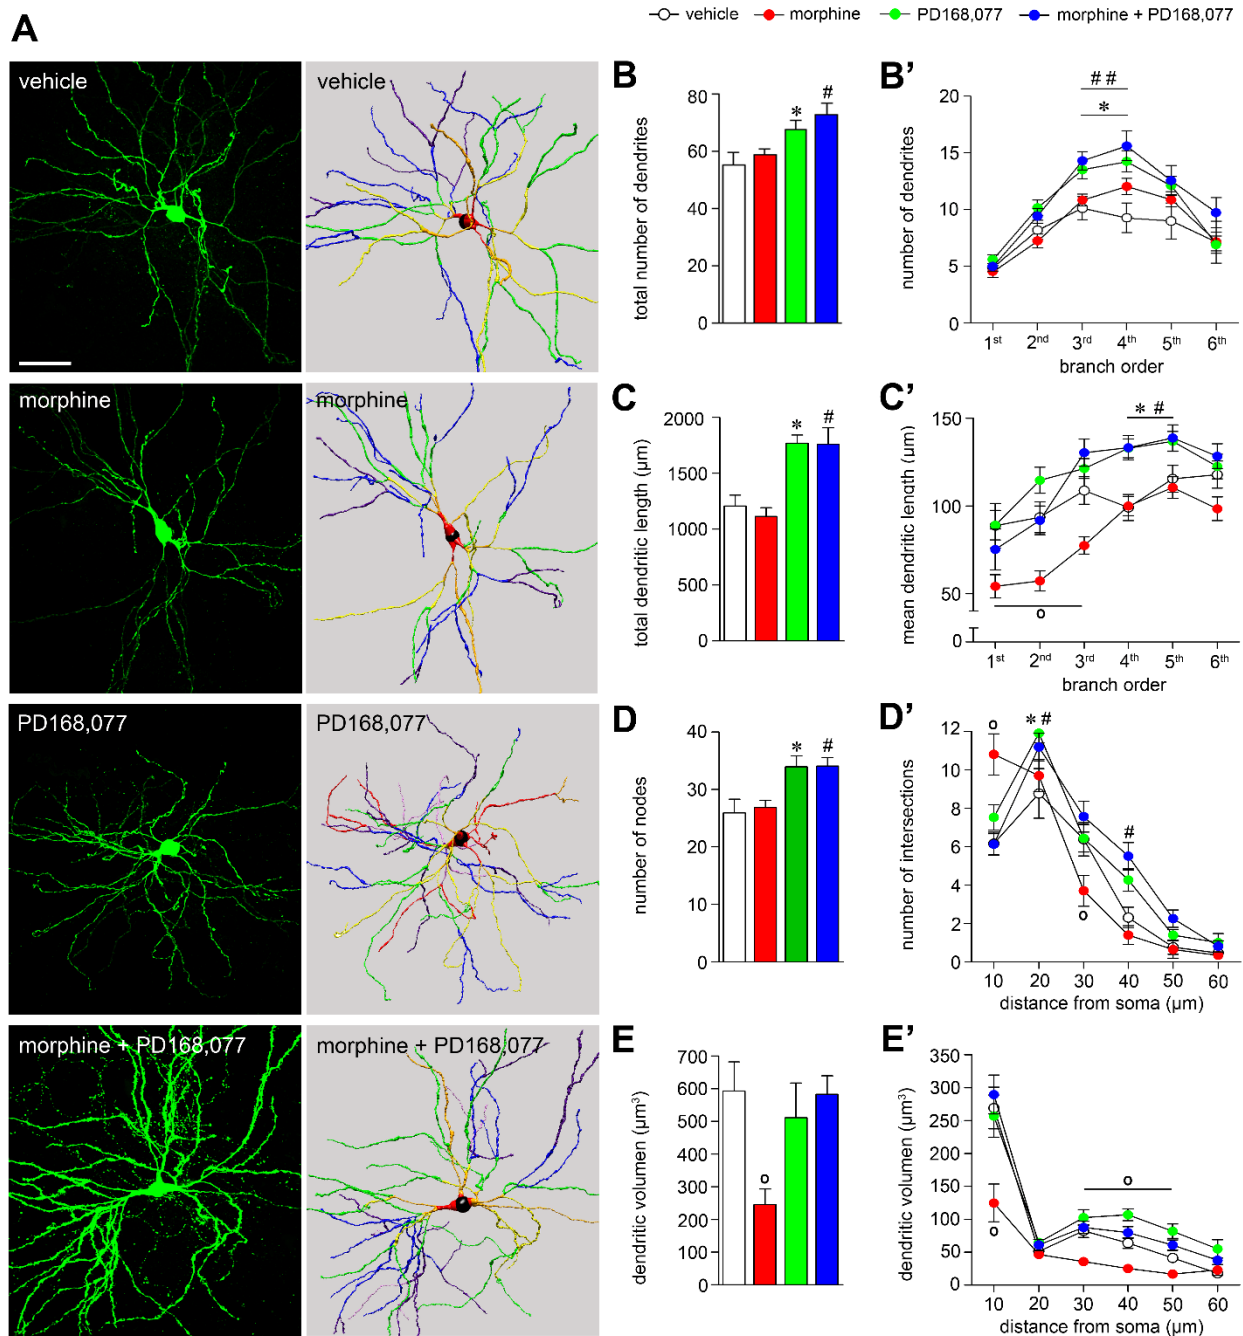 vehicle morphine PD168,077 morphine + PD168,077
A
vehicle
vehicle
morphine
morphine
PD168,077
PD168,077
morphine + PD168,077
morphine + PD168,077
B
total number of dendrites
80
60
40
20
0
*
#
B'
number of dendrites
20
15
10
5
0
# #
*
1st 2nd 3rd 4th 5th 6th
branch order
C
total dendritic length (µm)
2000
1500
1000
500
0
*
#
C'
mean dendritic length (µm)
150
100
50
0
* #
o
1st 2nd 3rd 4th 5th 6th
branch order
D
number of nodes
40
30
20
10
0
*
#
D'
number of intersections
12
10
8
6
4
2
0
o
* #
#
o
10 20 30 40 50 60
distance from soma (µm)
E
dendritic volumen (µm³)
700
600
500
400
300
200
100
0
o
E'
dendritic volumen (µm³)
350
300
250
200
150
100
50
0
o
o
10 20 30 40 50 60
distance from soma (µm)